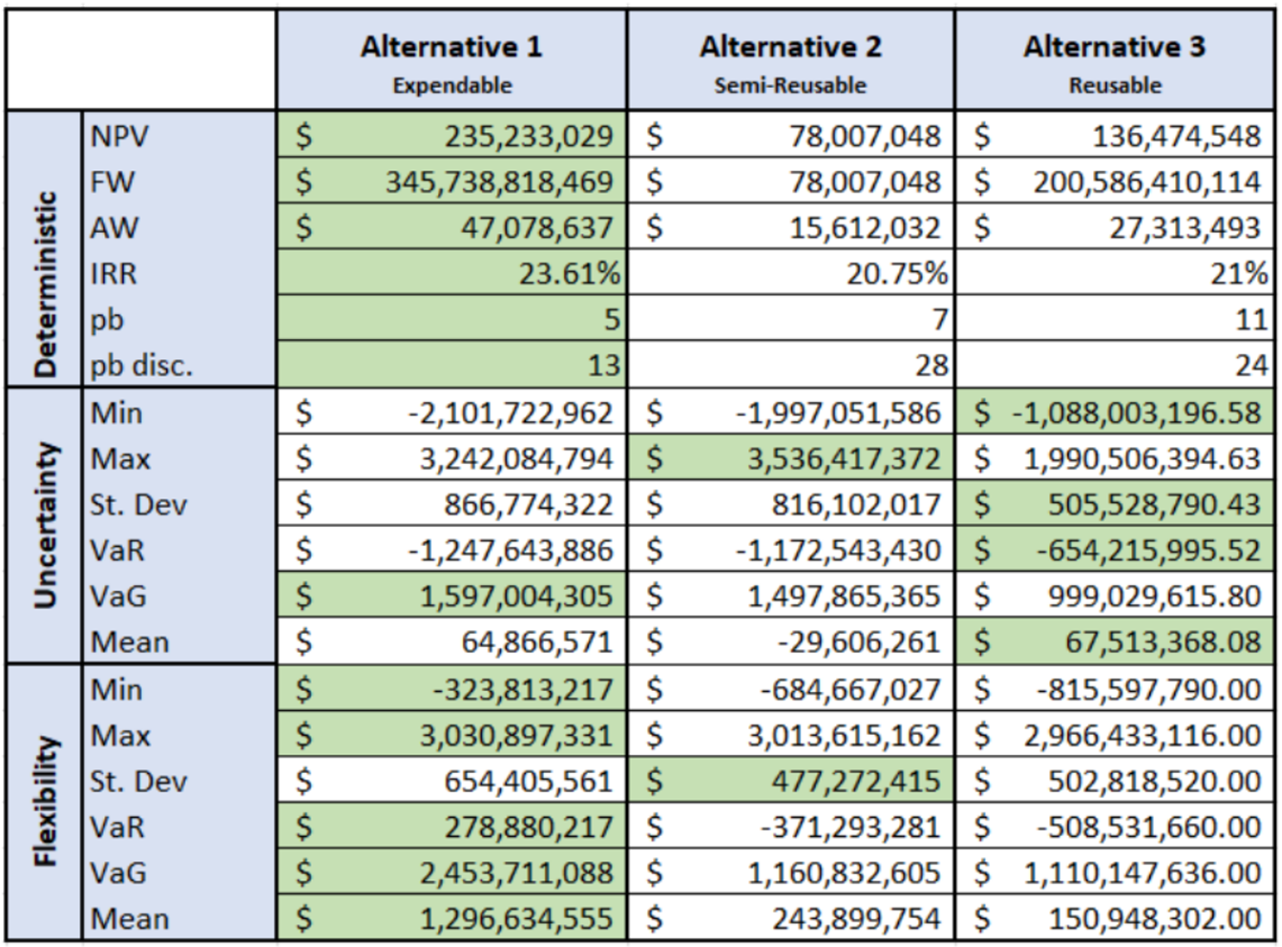 Alternative 1 Alternative 2 Alternative 3
Expendable Semi-Reusable Reusable
Deterministic
NPV $ 235,233,029 $ 78,007,048 $ 136,474,548
FW $ 345,738,818,469 $ 78,007,048 $ 200,586,410,114
AW $ 47,078,637 $ 15,612,032 $ 27,313,493
IRR 23.61% 20.75% 21%
pb 5 7 11
pb disc. 13 28 24
Uncertainty
Min $ -2,101,722,962 $ -1,997,051,586 $ -1,088,003,196.58
Max $ 3,242,084,794 $ 3,536,417,372 $ 1,990,506,394.63
St. Dev $ 866,774,322 $ 816,102,017 $ 505,528,790.43
VaR $ -1,247,643,886 $ -1,172,543,430 $ -654,215,995.52
VaG $ 1,597,004,305 $ 1,497,865,365 $ 999,029,615.80
Mean $ 64,866,571 $ -29,606,261 $ 67,513,368.08
Flexibility
Min $ -323,813,217 $ -684,667,027 $ -815,597,790.00
Max $ 3,030,897,331 $ 3,013,615,162 $ 2,966,433,116.00
St. Dev $ 654,405,561 $ 477,272,415 $ 502,818,520.00
VaR $ 278,880,217 $ -371,293,281 $ -508,531,660.00
VaG $ 2,453,711,088 $ 1,160,832,605 $ 1,110,147,636.00
Mean $ 1,296,634,555 $ 243,899,754 $ 150,948,302.00